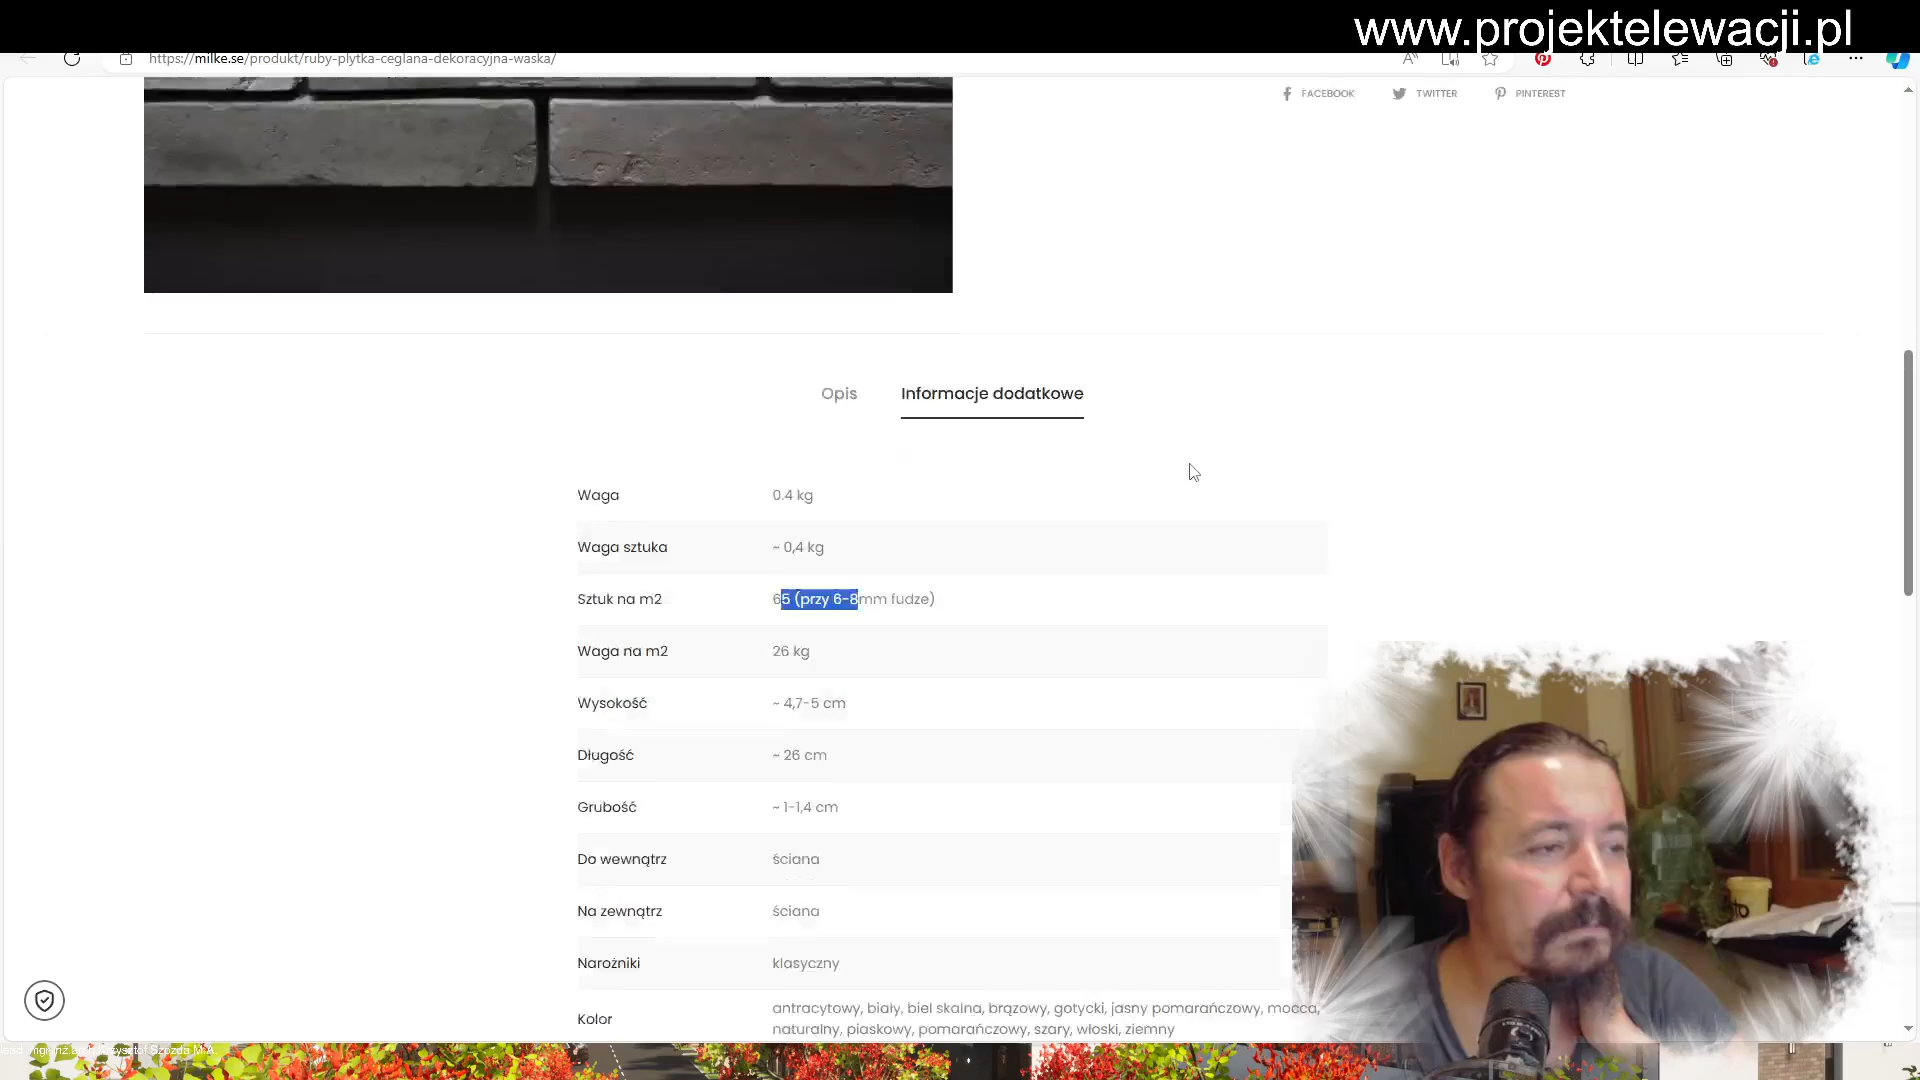 www.projektelewacji.pl
https://milke.se/produkt/ruby-plytka-ceglana-dekoracyjna-waska/
FACEBOOK TWITTER PINTEREST
Opis Informacje dodatkowe
Waga 0.4 kg
Waga sztuka ~ 0,4 kg
Sztuk na m2 65 (przy 6-8mm fudze)
Waga na m2 26 kg
Wysokość ~ 4,7-5 cm
Długość ~ 26 cm
Grubość ~ 1-1,4 cm
Do wewnątrz ściana
Na zewnątrz ściana
Narożniki klasyczny
Kolor antracytowy, biały, biel skalna, brązowy, gotycki, jasny pomarańczowy, mocca,
naturalny, piaskowy, pomarańczowy, szary, włoski, ziemny
Krzysztof Szozda M.A.